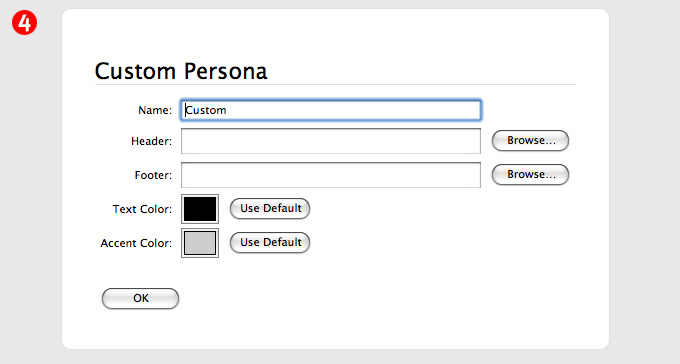 4
Custom Persona
Name: Custom
Header: Browse...
Footer: Browse...
Text Color: Use Default
Accent Color: Use Default
OK